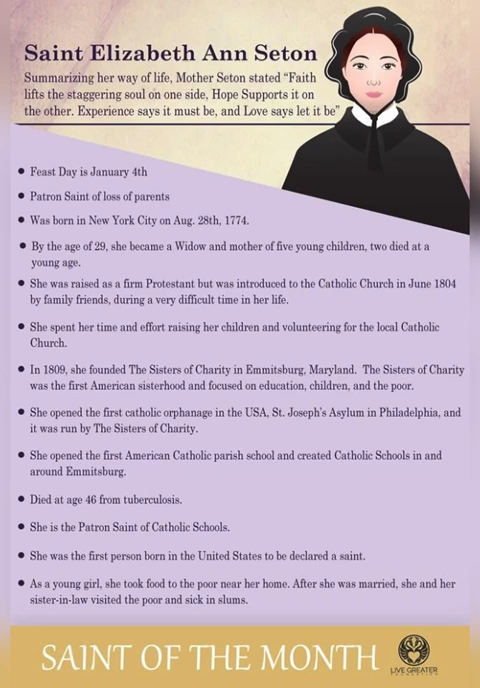 Saint Elizabeth Ann Seton
Summarizing her way of life, Mother Seton stated “Faith
lifts the staggering soul on one side, Hope Supports it on
the other. Experience says it must be, and Love says let it be”
• Feast Day is January 4th
• Patron Saint of loss of parents
• Was born in New York City on Aug. 28th, 1774.
• By the age of 29, she became a Widow and mother of five young children, two died at a
young age.
• She was raised as a firm Protestant but was introduced to the Catholic Church in June 1804
by family friends, during a very difficult time in her life.
• She spent her time and effort raising her children and volunteering for the local Catholic
Church.
• In 1809, she founded The Sisters of Charity in Emmitsburg, Maryland. The Sisters of Charity
was the first American sisterhood and focused on education, children, and the poor.
• She opened the first catholic orphanage in the USA, St. Joseph's Asylum in Philadelphia, and
it was run by The Sisters of Charity.
• She opened the first American Catholic parish school and created Catholic Schools in and
around Emmitsburg.
• Died at age 46 from tuberculosis.
• She is the Patron Saint of Catholic Schools.
• She was the first person born in the United States to be declared a saint.
• As a young girl, she took food to the poor near her home. After she was married, she and her
sister-in-law visited the poor and sick in slums.
SAINT OF THE MONTH
LIVE GREATER
FOUNDATION